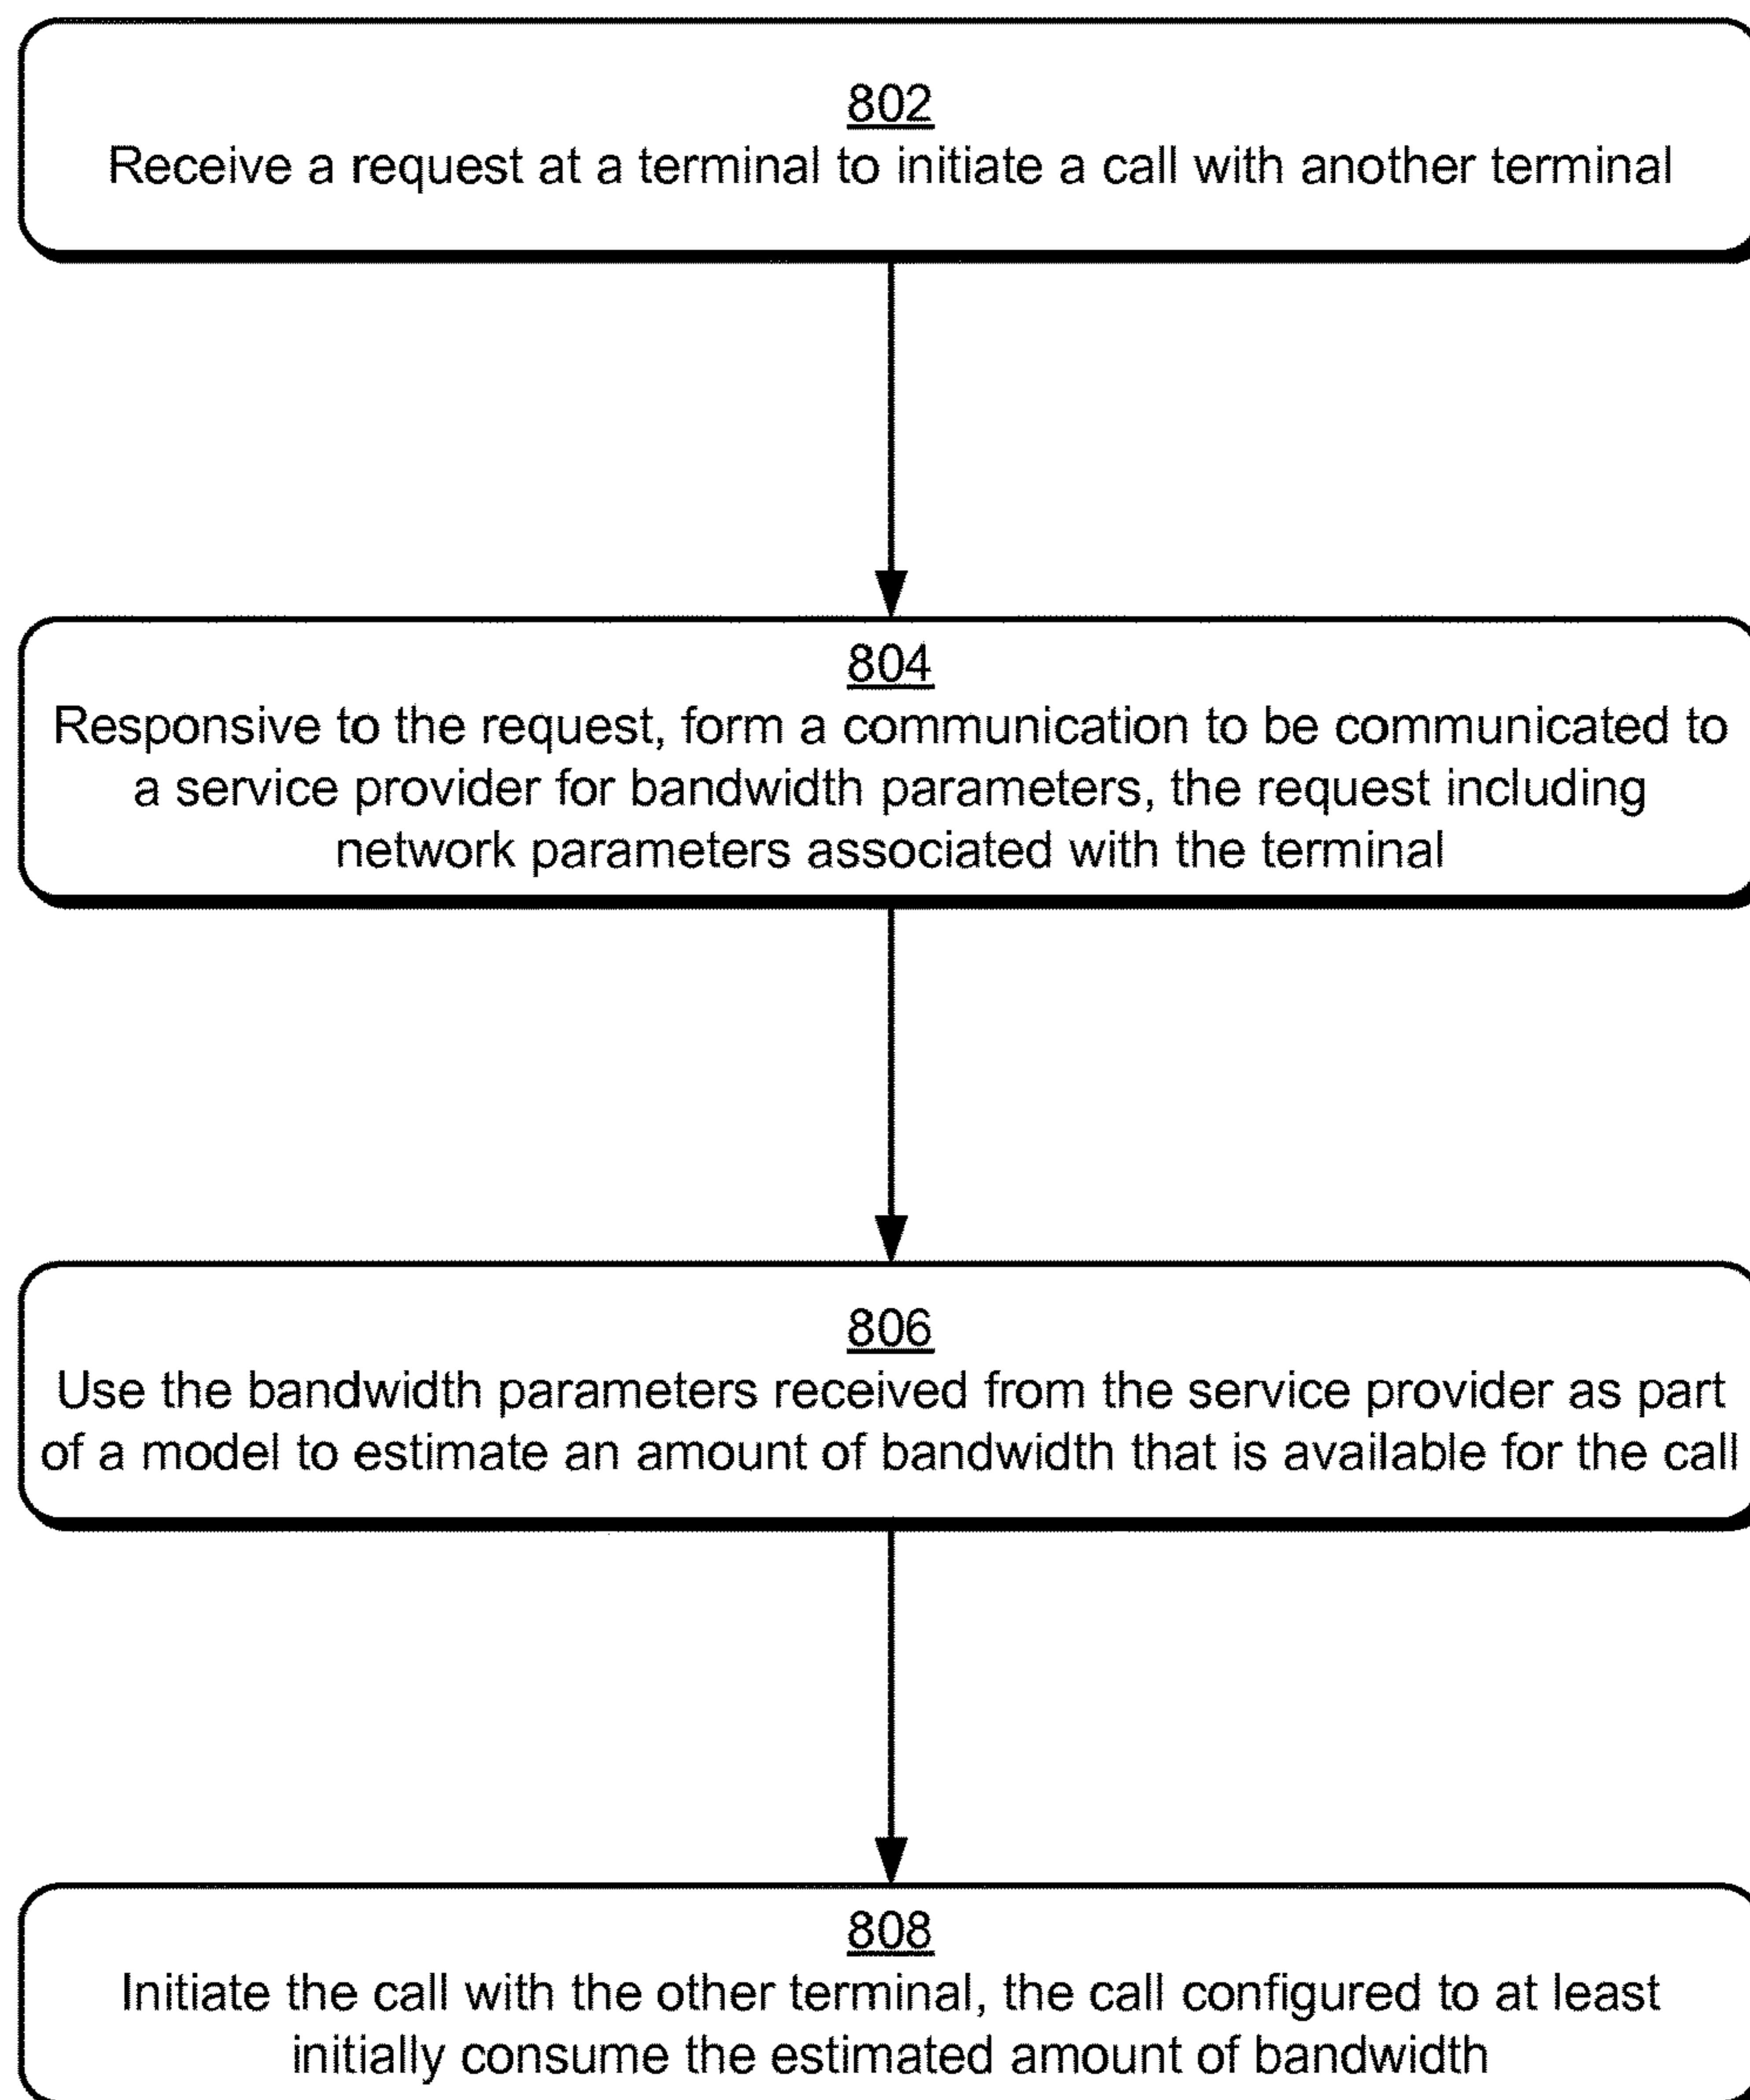 802
Receive a request at a terminal to initiate a call with another terminal
804
Responsive to the request, form a communication to be communicated to
a service provider for bandwidth parameters, the request including
network parameters associated with the terminal
806
Use the bandwidth parameters received from the service provider as part
of a model to estimate an amount of bandwidth that is available for the call
808
Initiate the call with the other terminal, the call configured to at least
initially consume the estimated amount of bandwidth